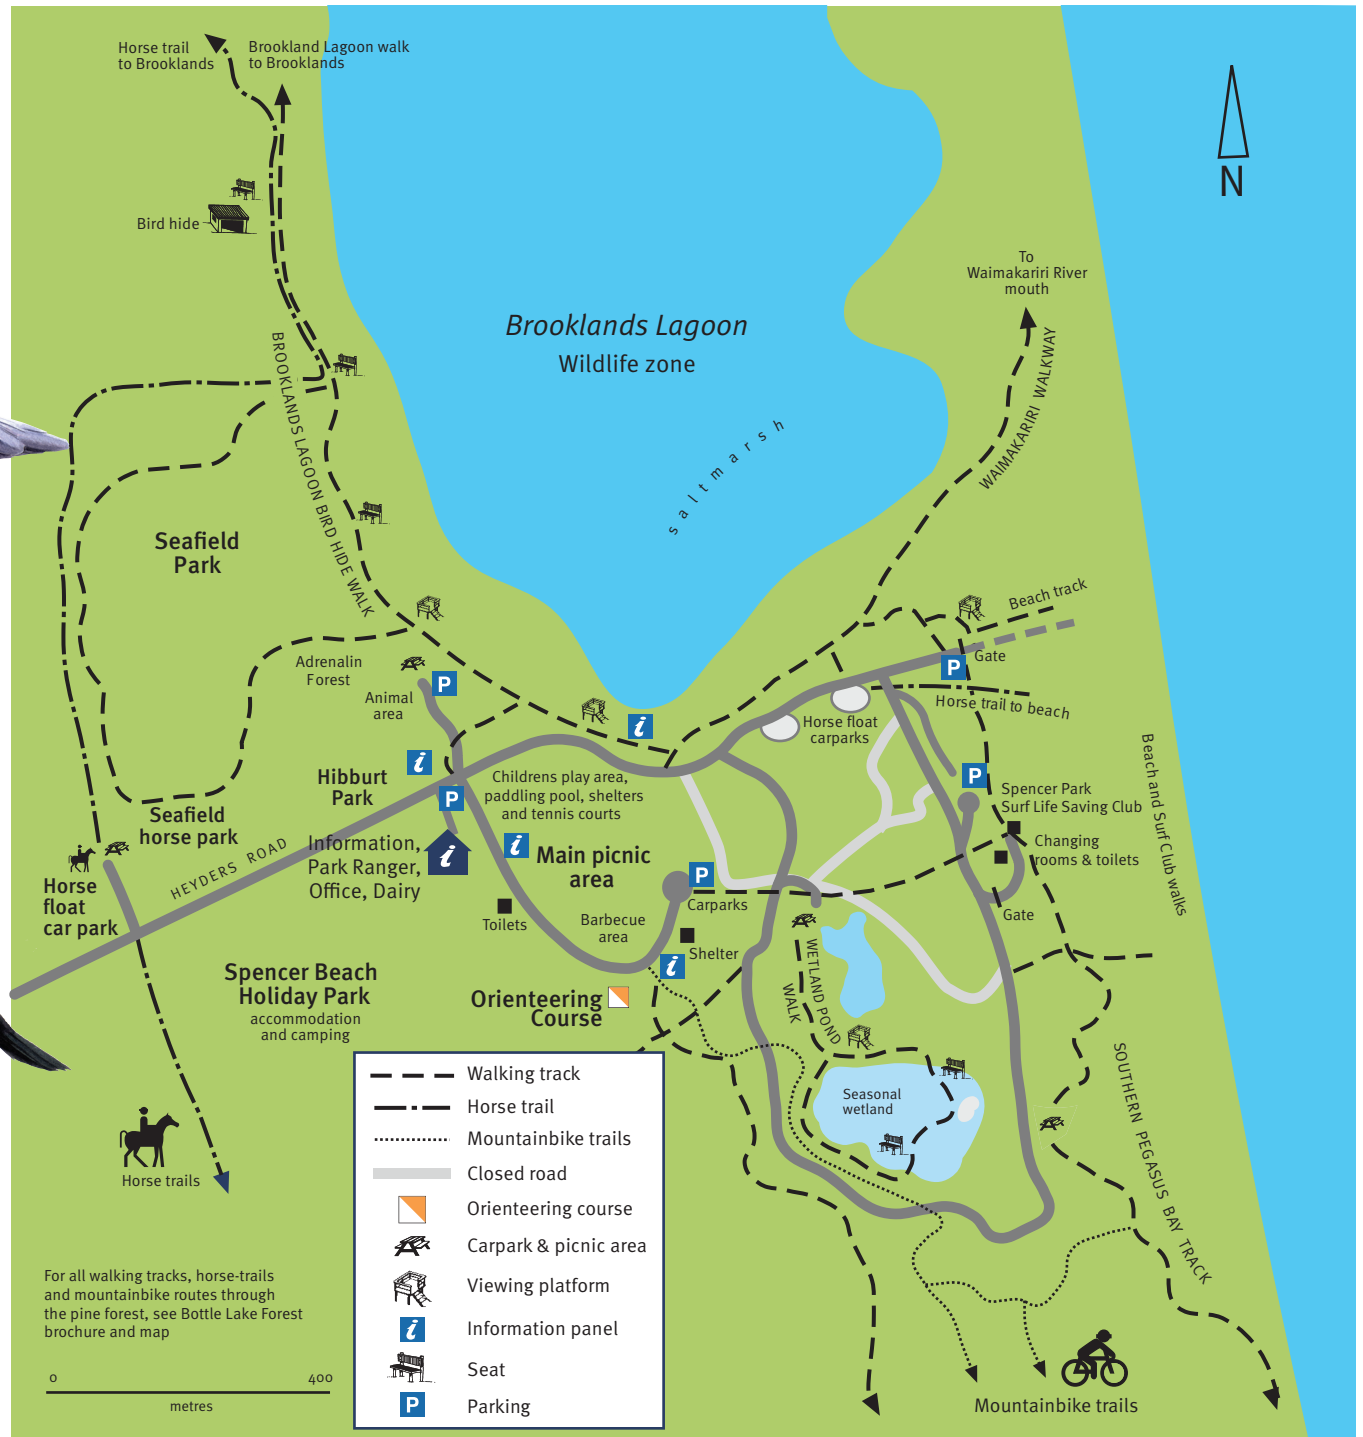 Horse trail
to Brooklands
Brookland Lagoon walk
to Brooklands
N
Bird hide
To
Waimakariri River
mouth
Brooklands Lagoon
Wildlife zone
saltmarsh
WAIMAKARIRI WALKWAY
BROOKLANDS LAGOON BIRD HIDE WALK
Seafield
Park
Beach track
Adrenalin
Forest
Animal
area
P
P
Gate
Horse trail to beach
i
Horse float
carparks
i
Hibburt
Park
P
Childrens play area,
paddling pool, shelters
and tennis courts
P
Spencer Park
Surf Life Saving Club
Beach and Surf Club walks
Seafield
horse park
HEYDERS ROAD
Information,
Park Ranger,
Office, Dairy
i
i
Main picnic
area
Changing
rooms & toilets
P
Carparks
Horse
float
car park
Toilets
Barbecue
area
Gate
Shelter
i
WETLAND POND
WALK
Spencer Beach
Holiday Park
accommodation
and camping
Orienteering
Course
Seasonal
wetland
SOUTHERN PEGASUS BAY TRACK
Horse trails
Walking track
Horse trail
Mountainbike trails
Closed road
Orienteering course
Carpark & picnic area
Viewing platform
i Information panel
Seat
P Parking
For all walking tracks, horse-trails
and mountainbike routes through
the pine forest, see Bottle Lake Forest
brochure and map
0 400
metres
Mountainbike trails